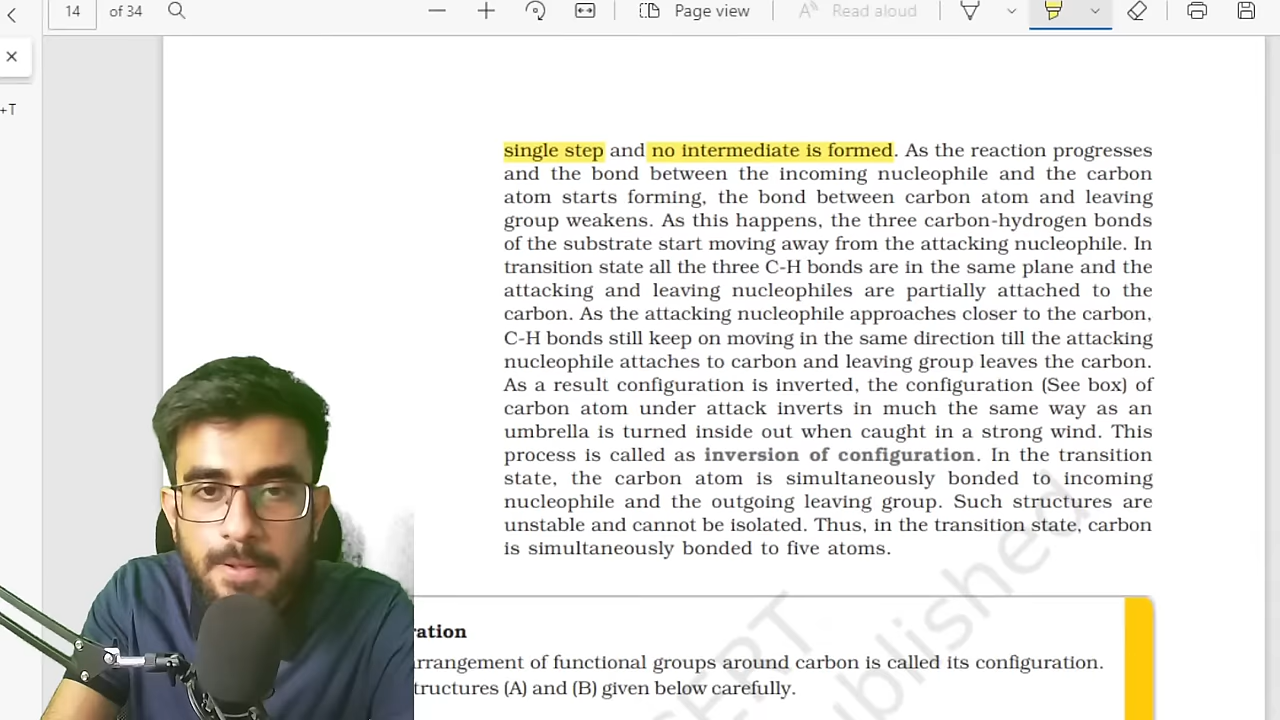 14 of 34 Page view Read aloud
+T
single step and no intermediate is formed. As the reaction progresses
and the bond between the incoming nucleophile and the carbon
atom starts forming, the bond between carbon atom and leaving
group weakens. As this happens, the three carbon-hydrogen bonds
of the substrate start moving away from the attacking nucleophile. In
transition state all the three C-H bonds are in the same plane and the
attacking and leaving nucleophiles are partially attached to the
carbon. As the attacking nucleophile approaches closer to the carbon,
C-H bonds still keep on moving in the same direction till the attacking
nucleophile attaches to carbon and leaving group leaves the carbon.
As a result configuration is inverted, the configuration (See box) of
carbon atom under attack inverts in much the same way as an
umbrella is turned inside out when caught in a strong wind. This
process is called as inversion of configuration. In the transition
state, the carbon atom is simultaneously bonded to incoming
nucleophile and the outgoing leaving group. Such structures are
unstable and cannot be isolated. Thus, in the transition state, carbon
is simultaneously bonded to five atoms.
ration
rrangement of functional groups around carbon is called its configuration.
tructures (A) and (B) given below carefully.